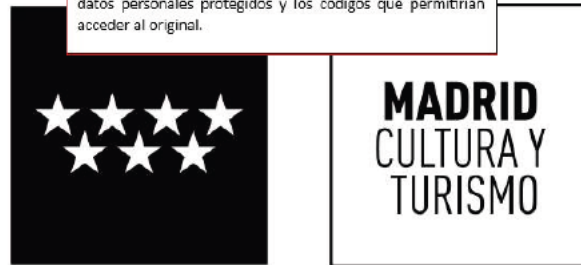 datos personales protegidos y los códigos que permitirían
acceder al original.
MADRID
CULTURA Y
TURISMO